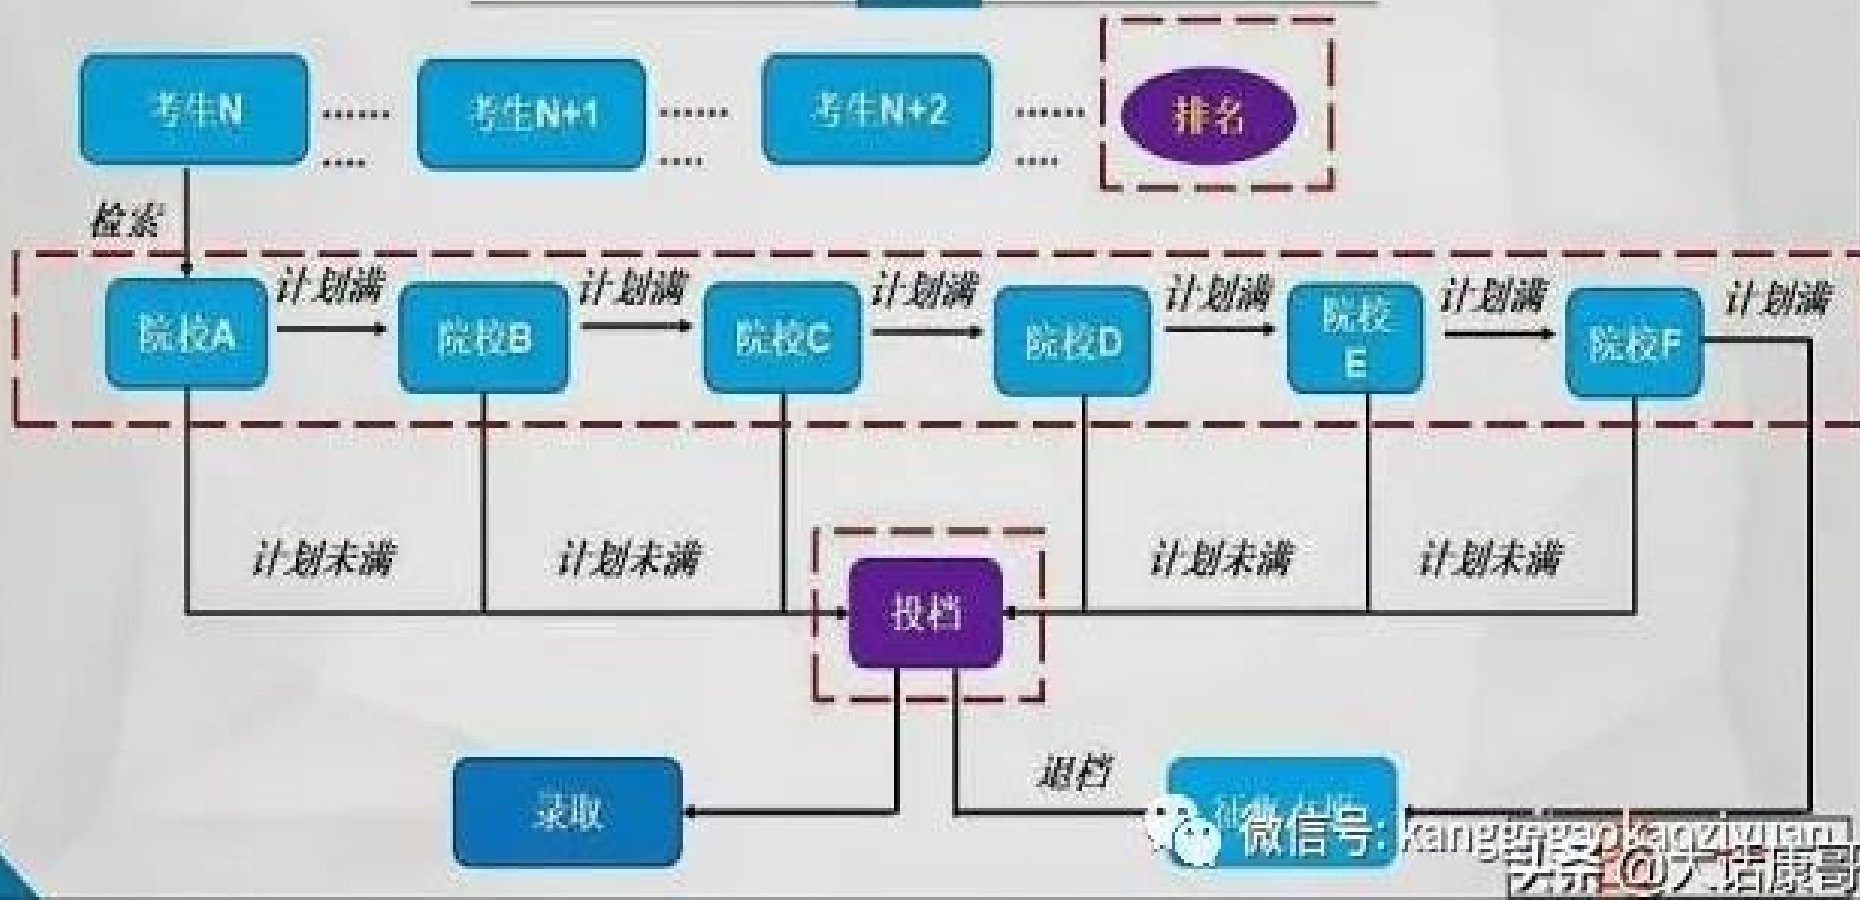 考生N
考生N+1
考生N+2
排名
检索
计划满
计划满
计划满
计划满
计划满
计划满
院校A
院校B
院校C
院校D
院校
E
院校F
计划未满
计划未满
计划未满
计划未满
投档
退档
录取
微信号: kanggegaokaoziyuan
头条 @大话康哥